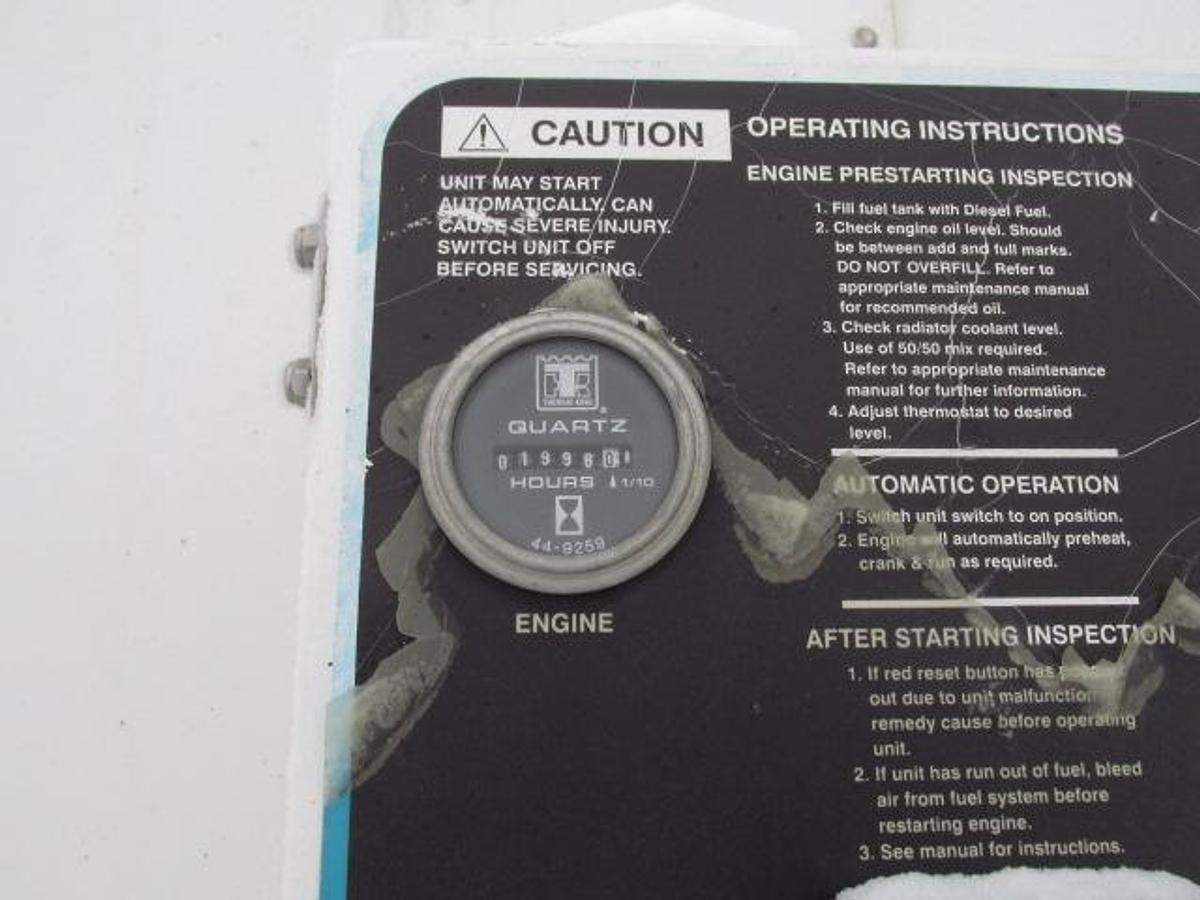 CAUTION
UNIT MAY START
AUTOMATICALLY. CAN
CAUSE SEVERE INJURY.
SWITCH UNIT OFF
BEFORE SERVICING.
THERMO KING
QUARTZ
HOURS 1/10
44-9259
ENGINE
OPERATING INSTRUCTIONS
ENGINE PRESTARTING INSPECTION
1. Fill fuel tank with Diesel Fuel.
2. Check engine oil level. Should
be between add and full marks.
DO NOT OVERFILL. Refer to
appropriate maintenance manual
for recommended oil.
3. Check radiator coolant level.
Use of 50/50 mix required.
Refer to appropriate maintenance
manual for further information.
4. Adjust thermostat to desired
level.
AUTOMATIC OPERATION
1. Switch unit switch to on position.
2. Engine will automatically preheat,
crank & run as required.
AFTER STARTING INSPECTION
1. If red reset button has
out due to unit malfunction
remedy cause before operating
unit.
2. If unit has run out of fuel, bleed
air from fuel system before
restarting engine.
3. See manual for instructions.